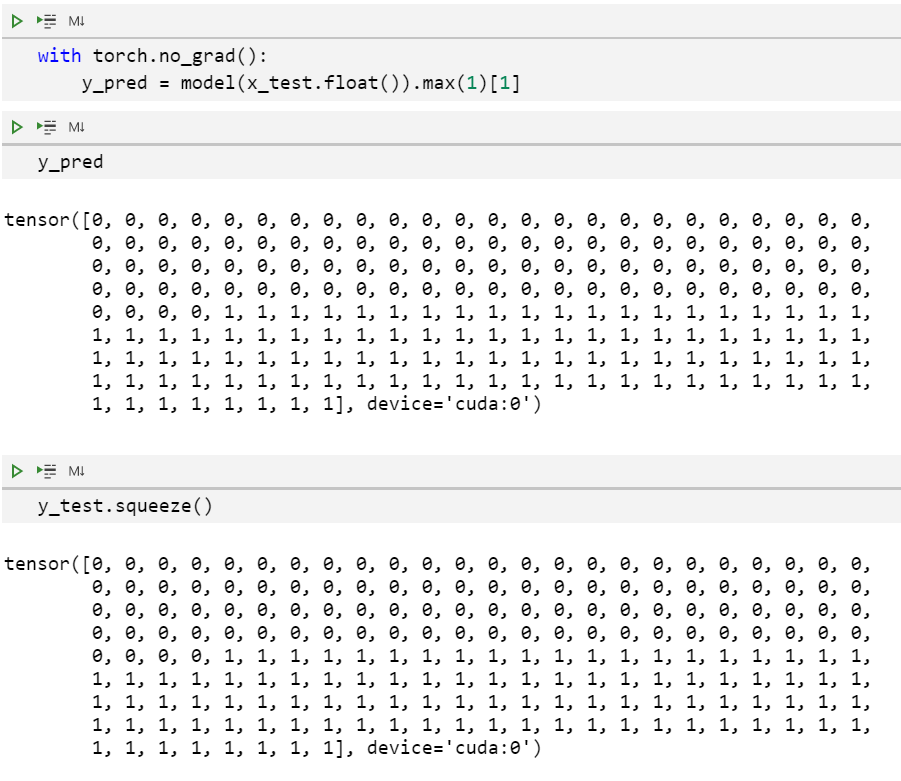 M↓
with torch.no_grad():
    y_pred = model(x_test.float()).max(1)[1]
M↓
y_pred
tensor([0, 0, 0, 0, 0, 0, 0, 0, 0, 0, 0, 0, 0, 0, 0, 0, 0, 0, 0, 0, 0, 0, 0, 0,
        0, 0, 0, 0, 0, 0, 0, 0, 0, 0, 0, 0, 0, 0, 0, 0, 0, 0, 0, 0, 0, 0, 0, 0,
        0, 0, 0, 0, 0, 0, 0, 0, 0, 0, 0, 0, 0, 0, 0, 0, 0, 0, 0, 0, 0, 0, 0, 0,
        0, 0, 0, 0, 0, 0, 0, 0, 0, 0, 0, 0, 0, 0, 0, 0, 0, 0, 0, 0, 0, 0, 0, 0,
        0, 0, 0, 0, 1, 1, 1, 1, 1, 1, 1, 1, 1, 1, 1, 1, 1, 1, 1, 1, 1, 1, 1, 1,
        1, 1, 1, 1, 1, 1, 1, 1, 1, 1, 1, 1, 1, 1, 1, 1, 1, 1, 1, 1, 1, 1, 1, 1,
        1, 1, 1, 1, 1, 1, 1, 1, 1, 1, 1, 1, 1, 1, 1, 1, 1, 1, 1, 1, 1, 1, 1, 1,
        1, 1, 1, 1, 1, 1, 1, 1, 1, 1, 1, 1, 1, 1, 1, 1, 1, 1, 1, 1, 1, 1, 1, 1,
        1, 1, 1, 1, 1, 1, 1, 1], device='cuda:0')
M↓
y_test.squeeze()
tensor([0, 0, 0, 0, 0, 0, 0, 0, 0, 0, 0, 0, 0, 0, 0, 0, 0, 0, 0, 0, 0, 0, 0, 0,
        0, 0, 0, 0, 0, 0, 0, 0, 0, 0, 0, 0, 0, 0, 0, 0, 0, 0, 0, 0, 0, 0, 0, 0,
        0, 0, 0, 0, 0, 0, 0, 0, 0, 0, 0, 0, 0, 0, 0, 0, 0, 0, 0, 0, 0, 0, 0, 0,
        0, 0, 0, 0, 0, 0, 0, 0, 0, 0, 0, 0, 0, 0, 0, 0, 0, 0, 0, 0, 0, 0, 0, 0,
        0, 0, 0, 0, 1, 1, 1, 1, 1, 1, 1, 1, 1, 1, 1, 1, 1, 1, 1, 1, 1, 1, 1, 1,
        1, 1, 1, 1, 1, 1, 1, 1, 1, 1, 1, 1, 1, 1, 1, 1, 1, 1, 1, 1, 1, 1, 1, 1,
        1, 1, 1, 1, 1, 1, 1, 1, 1, 1, 1, 1, 1, 1, 1, 1, 1, 1, 1, 1, 1, 1, 1, 1,
        1, 1, 1, 1, 1, 1, 1, 1, 1, 1, 1, 1, 1, 1, 1, 1, 1, 1, 1, 1, 1, 1, 1, 1,
        1, 1, 1, 1, 1, 1, 1, 1], device='cuda:0')